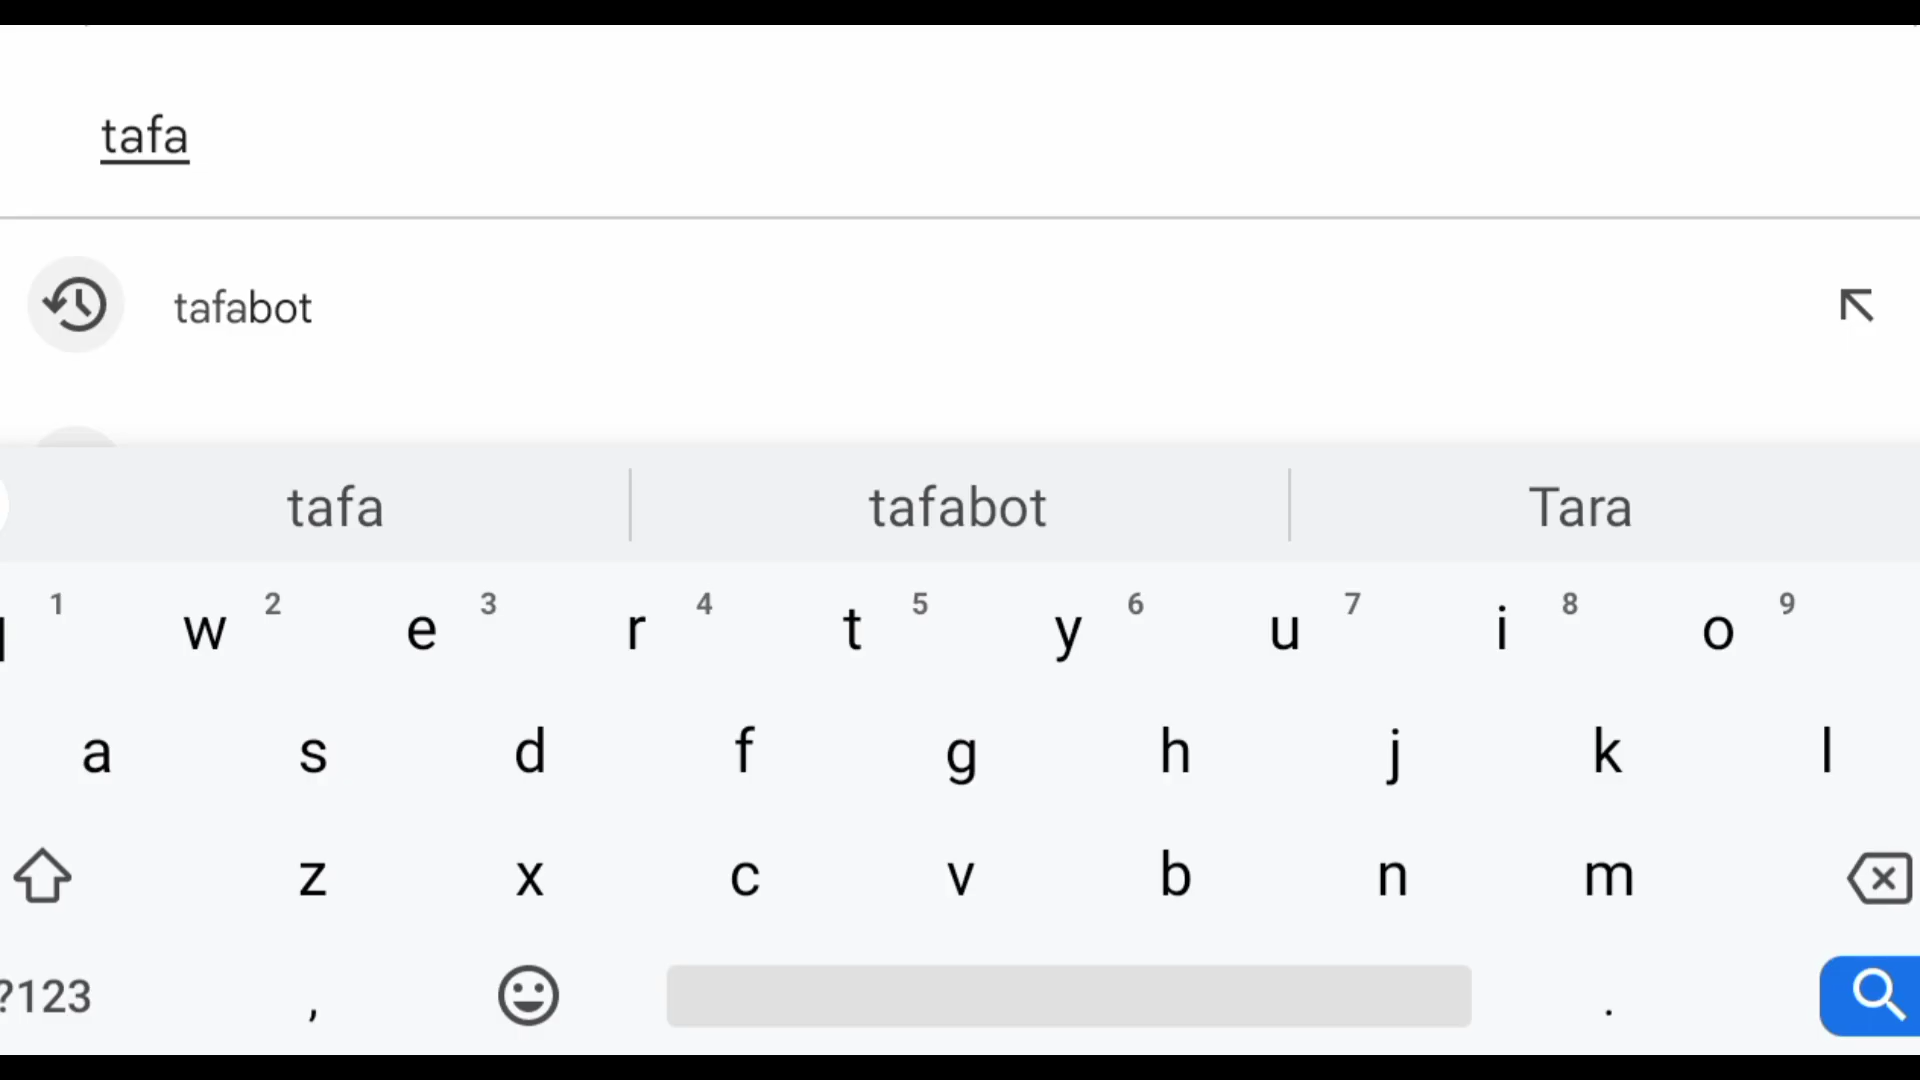 tafa
tafabot
tafa tafabot Tara
1 w 2 e 3 r 4 t 5 y 6 u 7 i 8 o 9
a s d f g h j k l
z x c v b n m
?123 , .